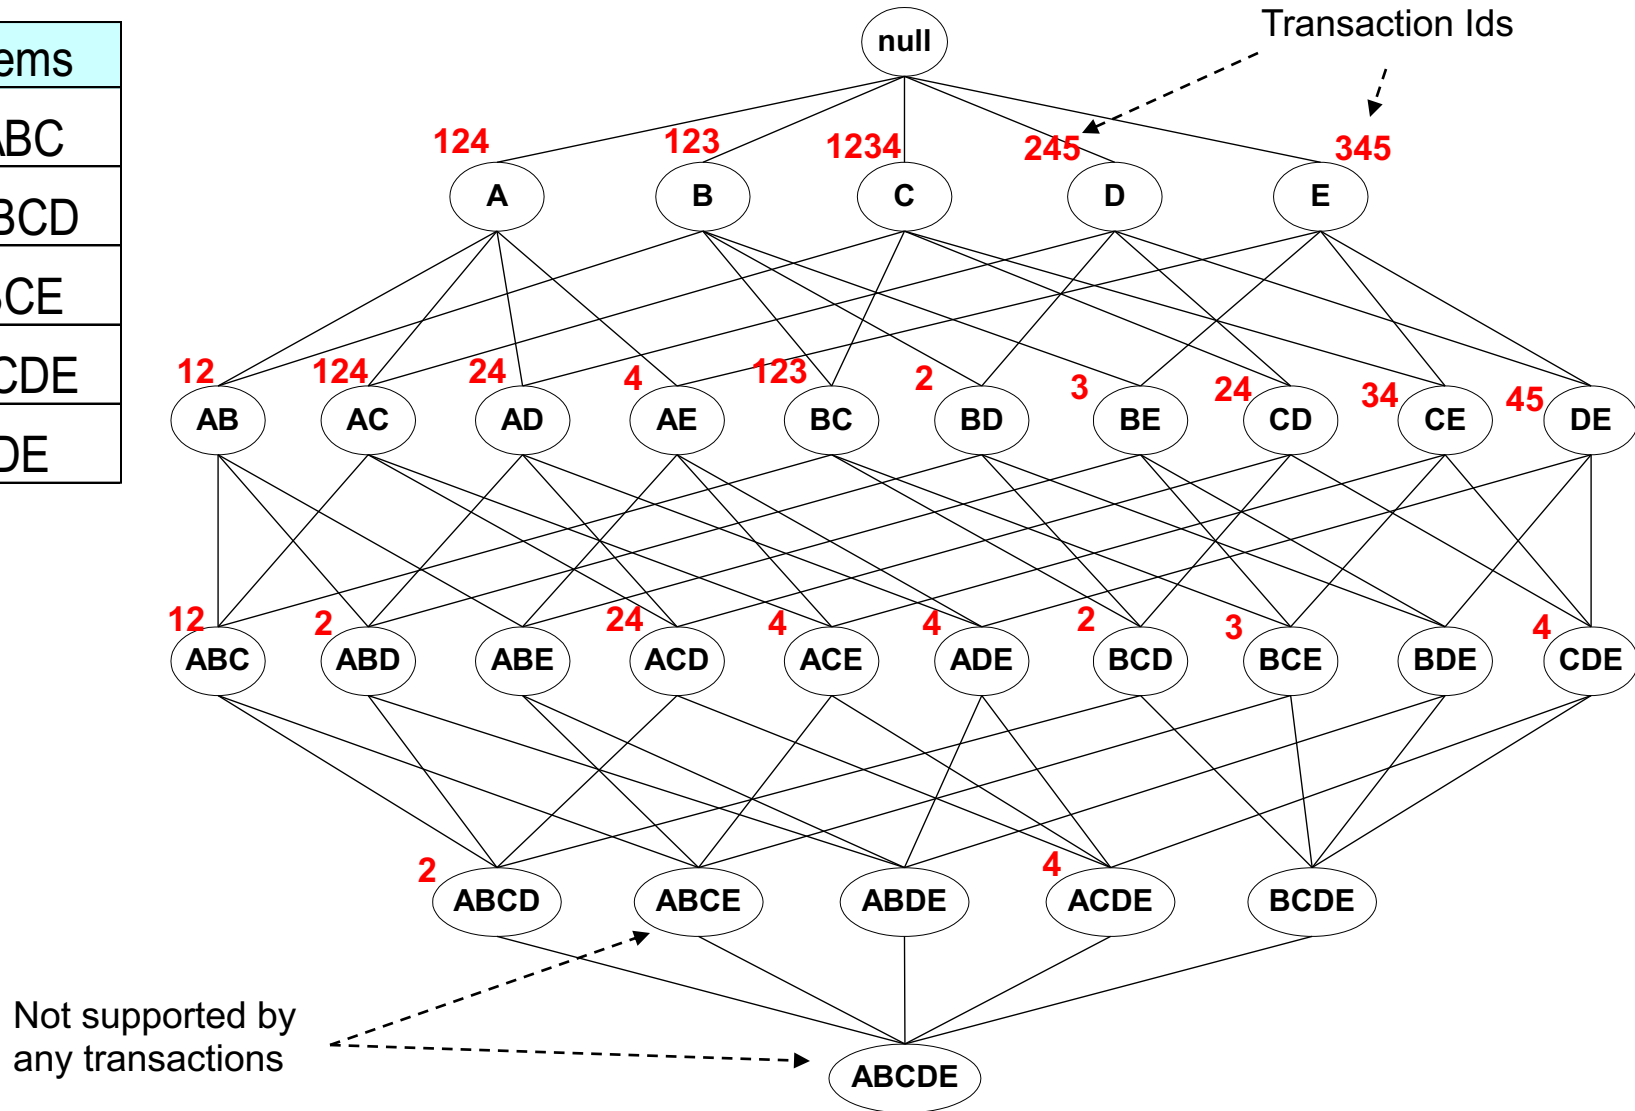 ems
ABC
BCD
BCE
CDE
DE
Transaction Ids
null
124 123 1234 245 345
A B C D E
12 124 24 4 123 2 3 24 34 45
AB AC AD AE BC BD BE CD CE DE
12 2 24 4 4 2 3 4
ABC ABD ABE ACD ACE ADE BCD BCE BDE CDE
2 4
ABCD ABCE ABDE ACDE BCDE
Not supported by
any transactions
ABCDE